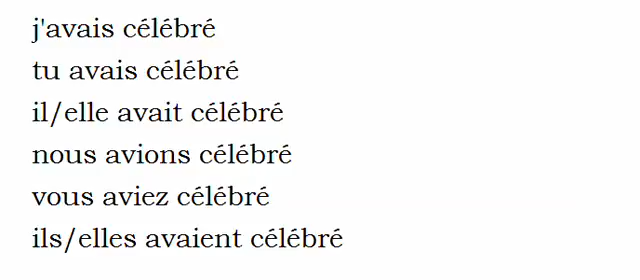 j'avais célébré
tu avais célébré
il/elle avait célébré
nous avions célébré
vous aviez célébré
ils/elles avaient célébré